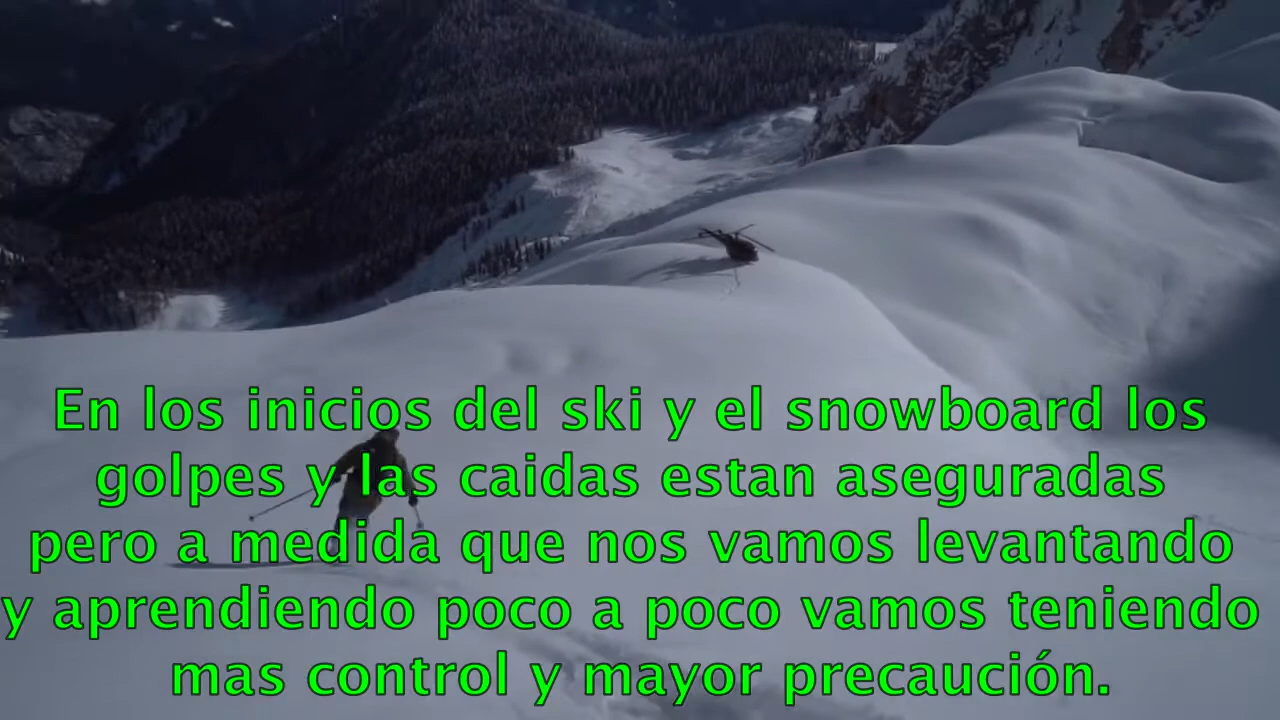 En los inicios del ski y el snowboard los
golpes y las caidas estan aseguradas
pero a medida que nos vamos levantando
y aprendiendo poco a poco vamos teniendo
mas control y mayor precaución.